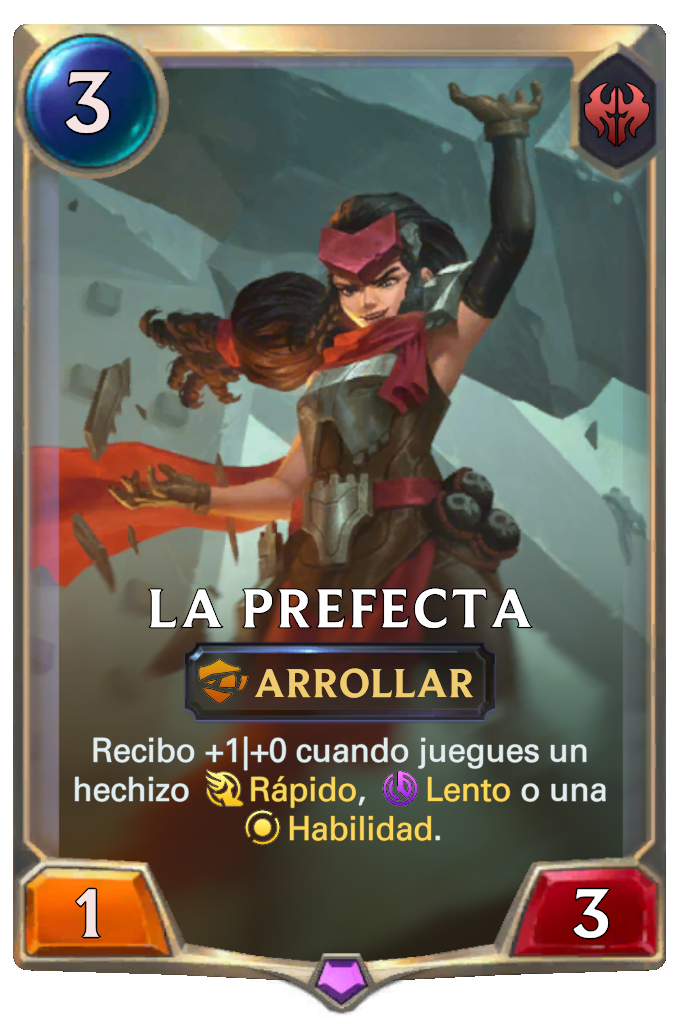 3
LA PREFECTA
ARROLLAR
Recibo +1|+0 cuando juegues un
hechizo Rápido, Lento o una
Habilidad.
1
3